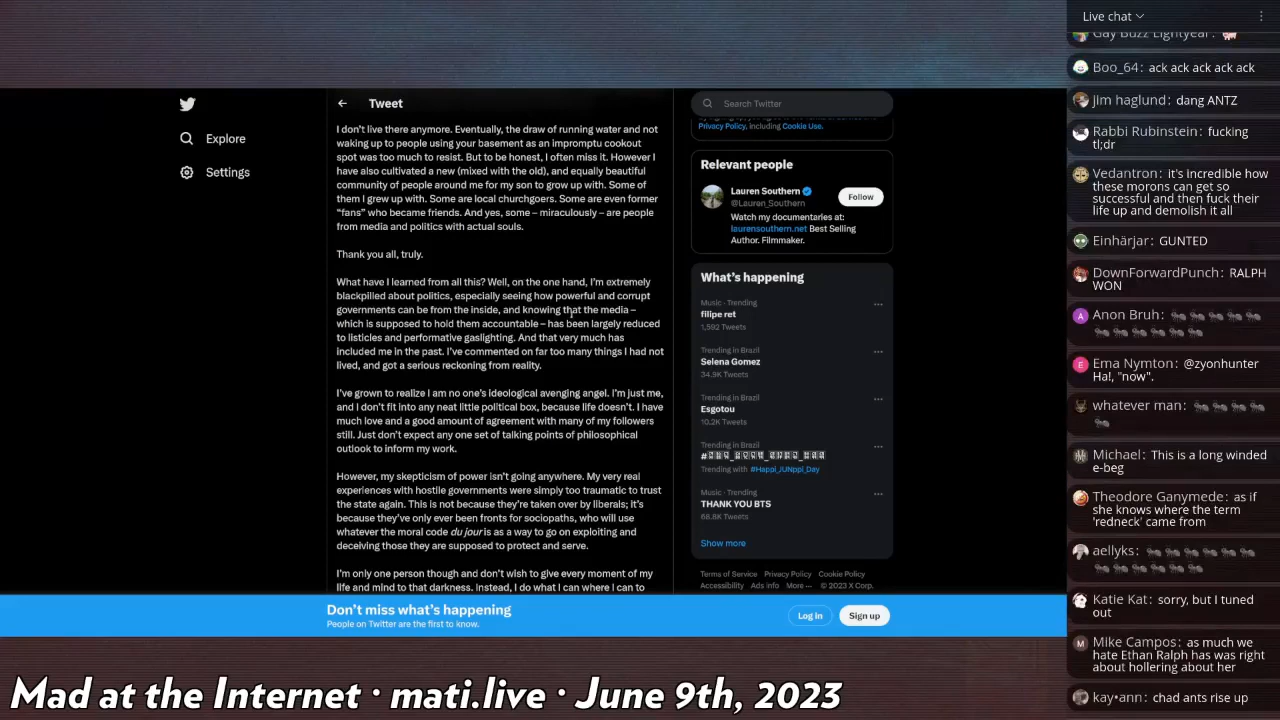 Explore
Settings
Tweet
I don't live there anymore. Eventually, the draw of running water and not
waking up to people using your basement as an impromptu cookout
spot was too much to resist. But to be honest, I often miss it. However I
have also cultivated a new (mixed with the old), and equally beautiful
community of people around me for my son to grow up with. Some of
them I grew up with. Some are local churchgoers. Some are even former
“fans” who became friends. And yes, some – miraculously – are people
from media and politics with actual souls.
Thank you all, truly.
What have I learned from all this? Well, on the one hand, I'm extremely
blackpilled about politics, especially seeing how powerful and corrupt
governments can be from the inside, and knowing that the media –
which is supposed to hold them accountable – has been largely reduced
to listicles and performative gaslighting. And that very much has
included me in the past. I've commented on far too many things I had not
lived, and got a serious reckoning from reality.
I've grown to realize I am no one's ideological avenging angel. I'm just me,
and I don't fit into any neat little political box, because life doesn't. I have
much love and a good amount of agreement with many of my followers
still. Just don't expect any one set of talking points of philosophical
outlook to inform my work.
However, my skepticism of power isn't going anywhere. My very real
experiences with hostile governments were simply too traumatic to trust
the state again. This is not because they're taken over by liberals; it's
because they've only ever been fronts for sociopaths, who will use
whatever the moral code du jour is as a way to go on exploiting and
deceiving those they are supposed to protect and serve.
I'm only one person though and don't wish to give every moment of my
life and mind to that darkness. Instead, I do what I can where I can to
Search Twitter
Privacy Policy, including Cookie Use.
Relevant people
Lauren Southern
@Lauren_Southern
Follow
Watch my documentaries at:
laurensouthern.net Best Selling
Author. Filmmaker.
What's happening
Music · Trending
filipe ret
1,592 Tweets
Trending in Brazil
Selena Gomez
34.9K Tweets
Trending in Brazil
Esgotou
10.2K Tweets
Trending in Brazil
Trending with #Happi_JUNppi_Day
Music · Trending
THANK YOU BTS
68.8K Tweets
Show more
Terms of Service Privacy Policy Cookie Policy
Accessibility Ads info More ··· © 2023 X Corp.
Don't miss what's happening
People on Twitter are the first to know.
Log in
Sign up
Mad at the Internet · mati.live · June 9th, 2023
Live chat
Gay Buzz Lightyear:
Boo_64: ack ack ack ack ack
Jim haglund: dang ANTZ
Rabbi Rubinstein: fucking
tl;dr
Vedantron: it's incredible how
these morons can get so
successful and then fuck their
life up and demolish it all
Einhärjar: GUNTED
DownForwardPunch: RALPH
WON
Anon Bruh:
Ema Nymton: @yonhunter
Ha!, "now".
whatever man:
Michael: This is a long winded
e-beg
Theodore Ganymede: as if
she knows where the term
'redneck' came from
aellyks:
Katie Kat: sorry, but I tuned
out
Mike Campos: as much we
hate Ethan Ralph has was right
about hollering about her
kay•ann: chad ants rise up